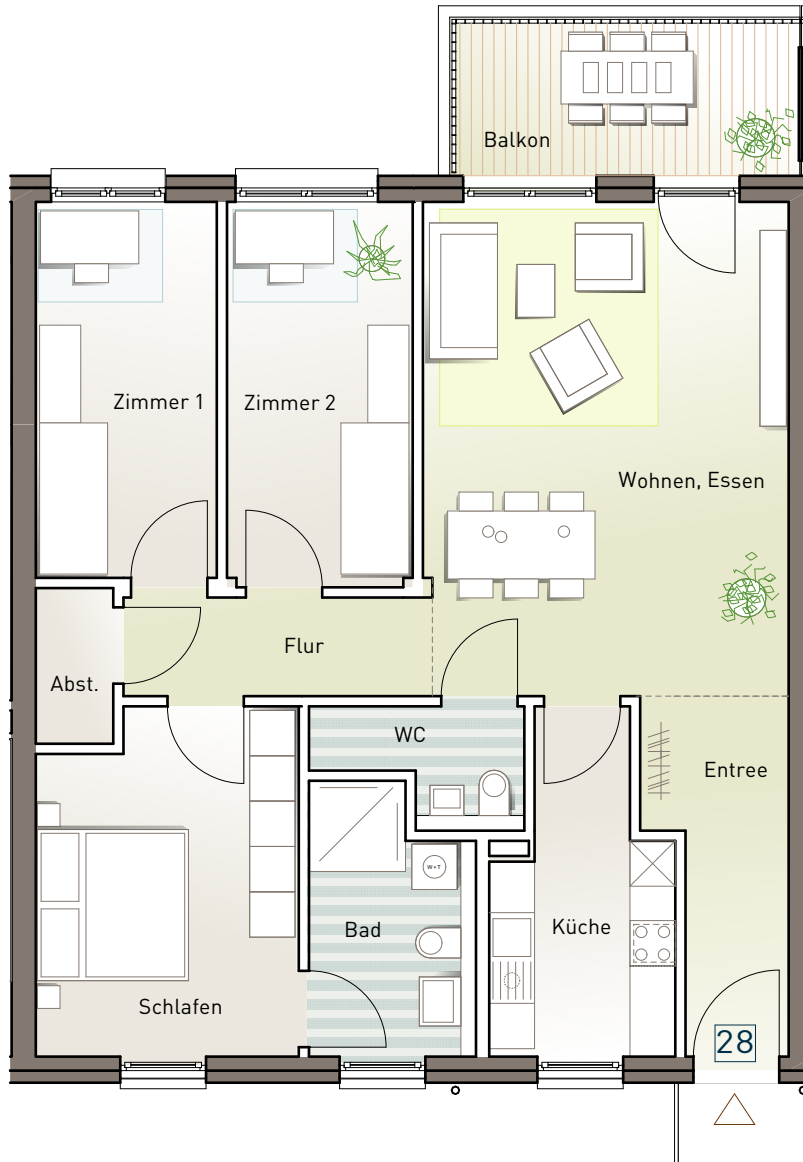 Balkon
Zimmer 1
Zimmer 2
Wohnen, Essen
Flur
Abst.
WC
Entree
W+T
Bad
Küche
Schlafen
28